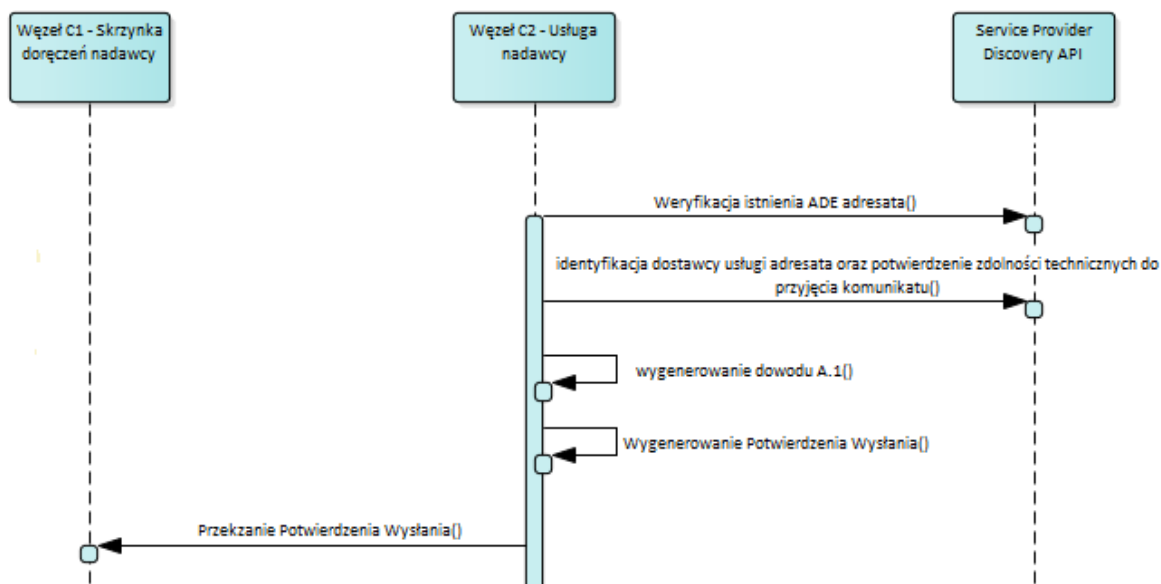 Węzeł C1 - Skrzynka
doręczeń nadawcy
Węzeł C2 - Usługa
nadawcy
Service Provider
Discovery API
Weryfikacja istnienia ADE adresata()
identyfikacja dostawcy usługi adresata oraz potwierdzenie zdolności technicznych do
przyjęcia komunikatu()
wygenerowanie dowodu A.1()
Wygenerowanie Potwierdzenia Wysłania()
Przekzanie Potwierdzenia Wysłania()